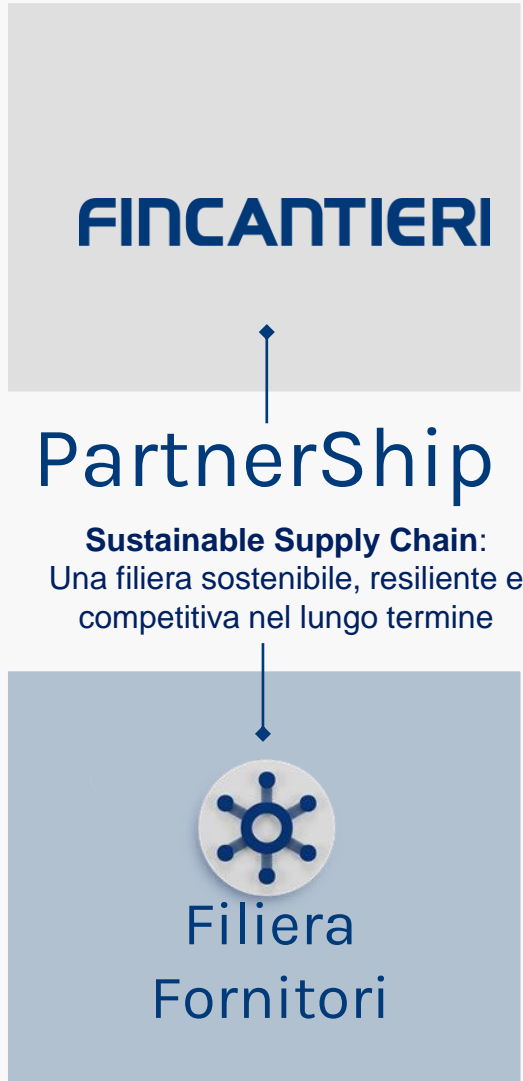 FINCANTIERI
PartnerShip
Sustainable Supply Chain:
Una filiera sostenibile, resiliente e
competitiva nel lungo termine
Filiera
Fornitori